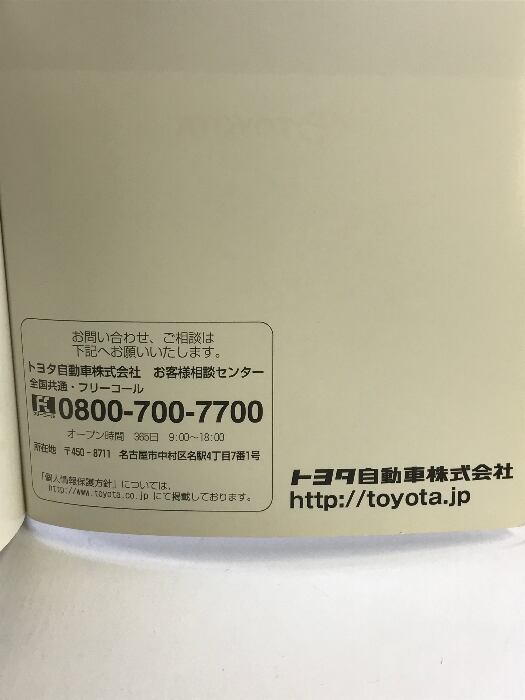 お問い合わせ、ご相談は
下記へお願いいたします。
トヨタ自動車株式会社 お客様相談センター
全国共通・フリーコール
0800-700-7700
オープン時間 365日 9:00〜18:00
所在地 〒450-8711 名古屋市中村区名駅4丁目7番1号
「個人情報保護方針」については、
http://www.toyota.co.jp にて掲載しております。
トヨタ自動車株式会社
http://toyota.jp